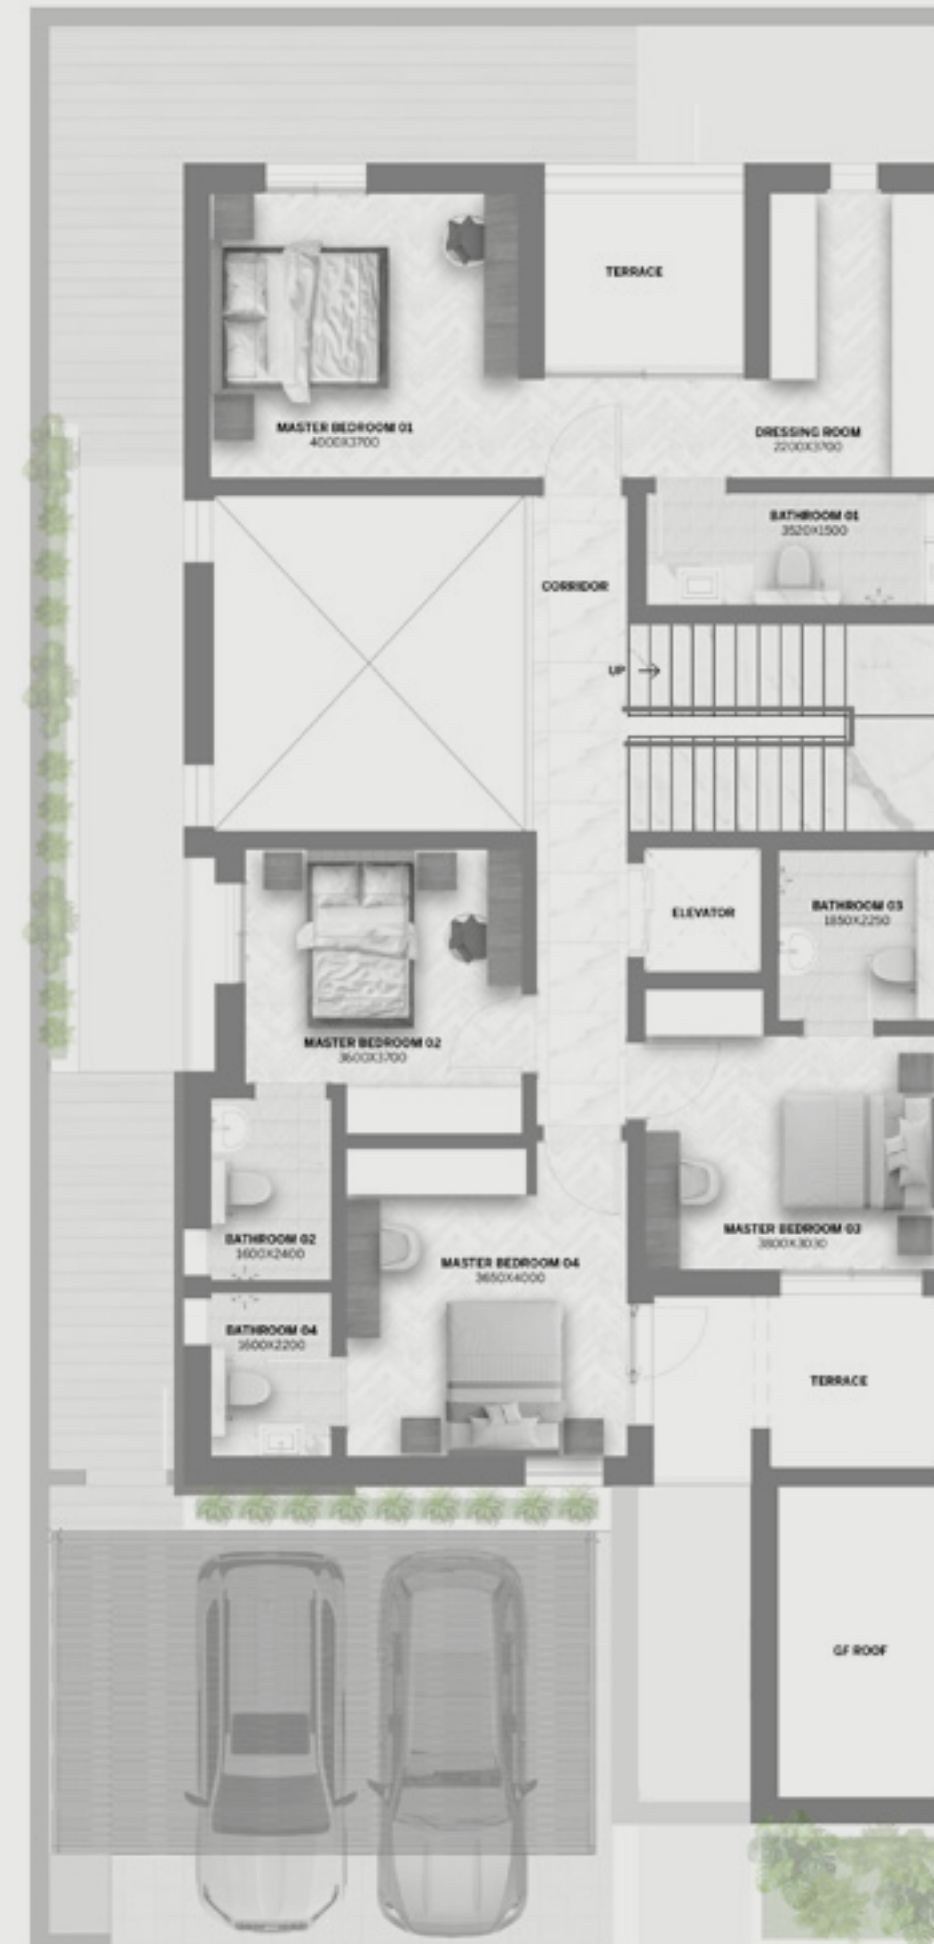 TERRACE
MASTER BEDROOM 01
4000X3700
DRESSING ROOM
2200X3700
BATHROOM 01
3520X1500
CORRIDOR
UP
ELEVATOR
BATHROOM 03
1850X2250
MASTER BEDROOM 02
3600X3700
MASTER BEDROOM 03
3800X3030
BATHROOM 02
1600X2400
MASTER BEDROOM 04
3650X4000
BATHROOM 04
1600X2200
TERRACE
GF ROOF